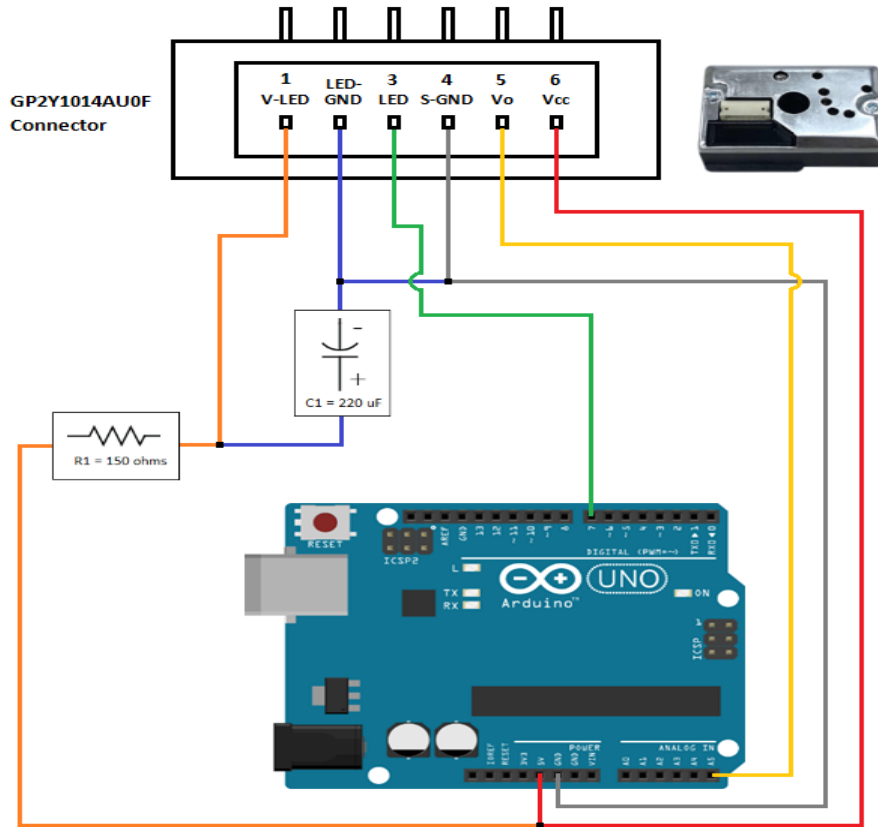 GP2Y1014AU0F
Connector
1
V-LED
LED-
GND
3
LED
4
S-GND
5
Vo
6
Vcc
-
+
C1 = 220 uF
R1 = 150 ohms
RESET
ICSP2
AREF
GND
13
12
~11
~10
~9
8
7
~6
~5
4
~3
2
TX▶1
RX◀0
DIGITAL (PWM=~)
L
TX
RX
UNO
Arduino™
ON
1
ICSP
POWER
ANALOG IN
IOREF
RESET
3V3
5V
GND
GND
VIN
A0
A1
A2
A3
A4
A5